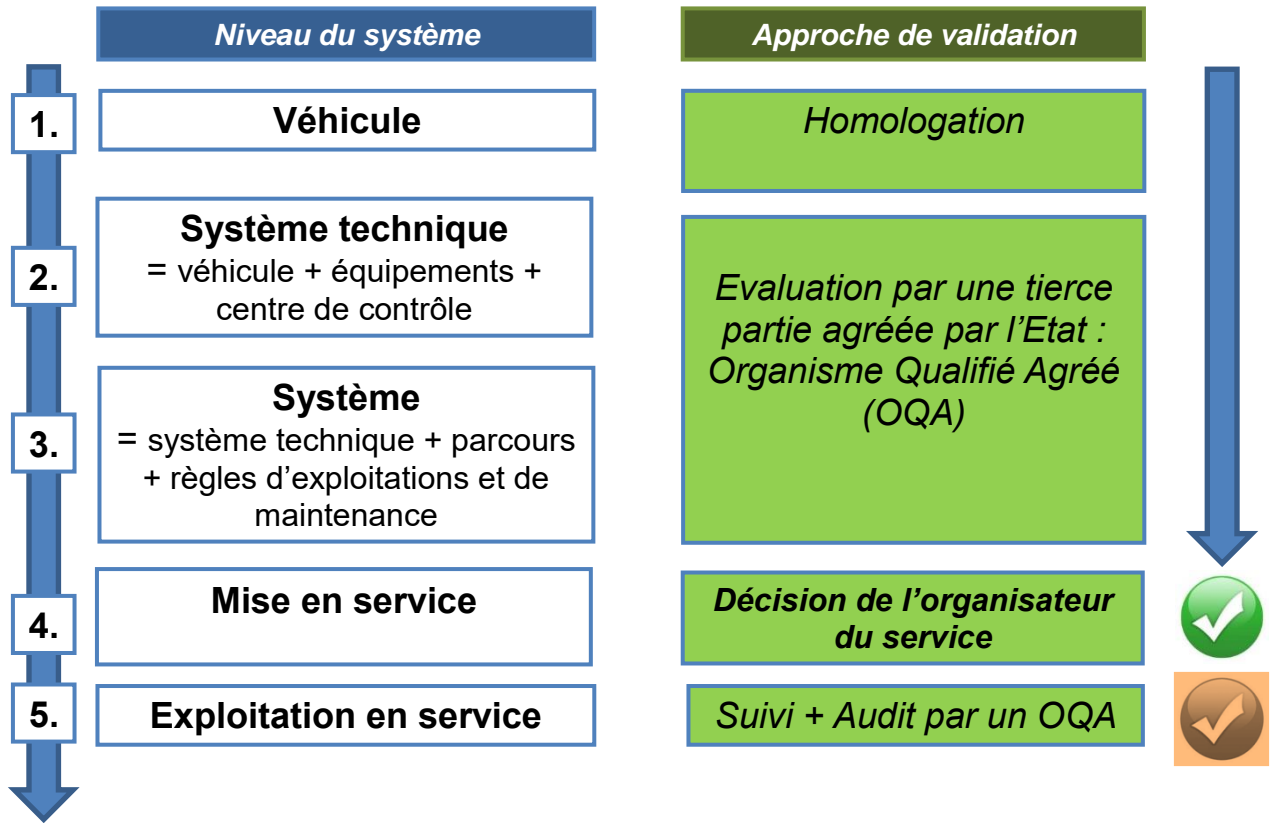 Niveau du système
Approche de validation
1.
Véhicule
Homologation
2.
Système technique
= véhicule + équipements +
centre de contrôle
Evaluation par une tierce
partie agréée par l’Etat :
Organisme Qualifié Agréé
(OQA)
3.
Système
= système technique + parcours
+ règles d’exploitations et de
maintenance
4.
Mise en service
Décision de l’organisateur
du service
5.
Exploitation en service
Suivi + Audit par un OQA